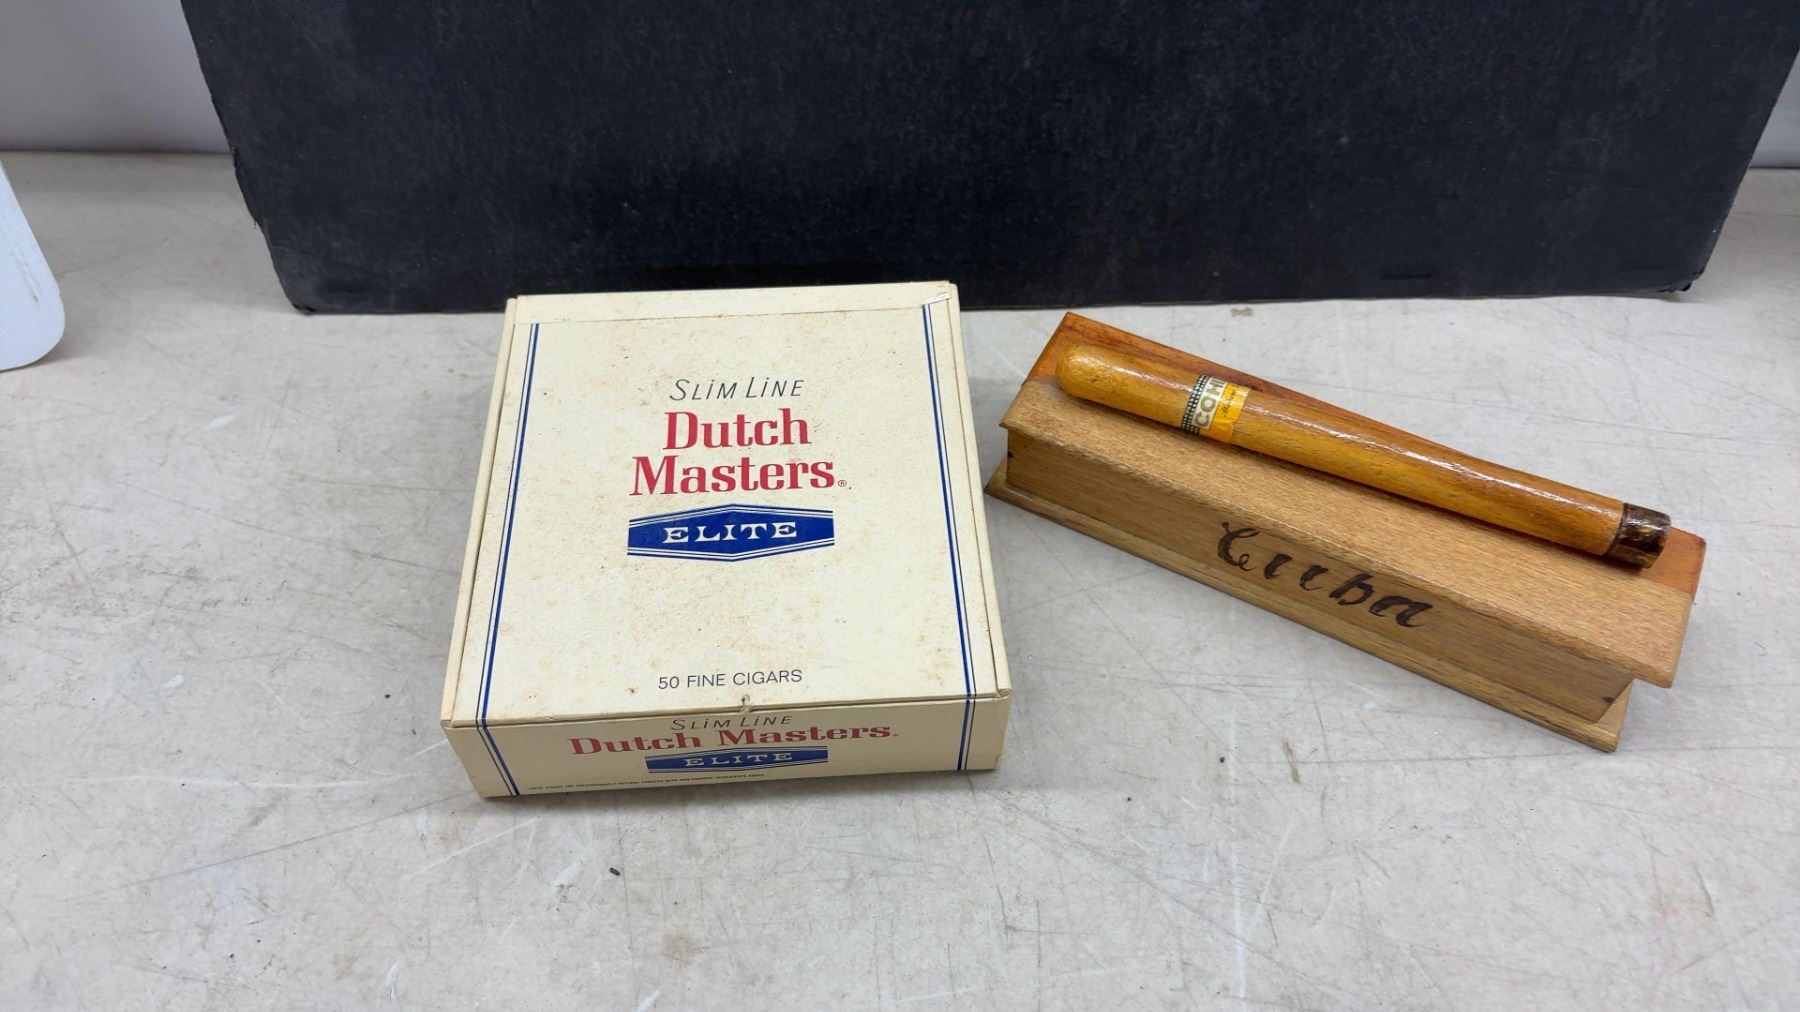 SLIM LINE
Dutch
Masters®
ELITE
50 FINE CIGARS
SLIM LINE
Dutch Masters®
ELITE
COHI
Cuba